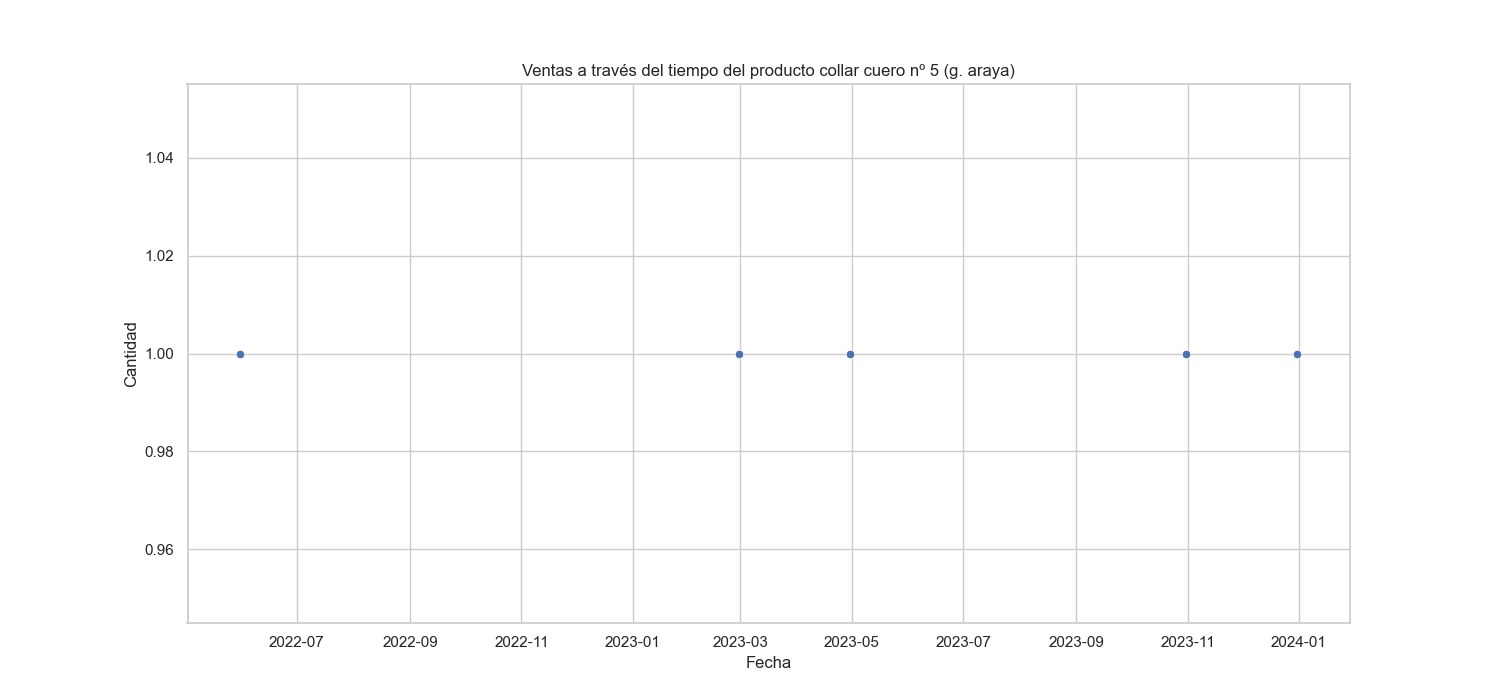 Ventas a través del tiempo del producto collar cuero nº 5 (g. araya)
1.04
1.02
1.00
0.98
0.96
Cantidad
2022-07 2022-09 2022-11 2023-01 2023-03 2023-05 2023-07 2023-09 2023-11 2024-01
Fecha